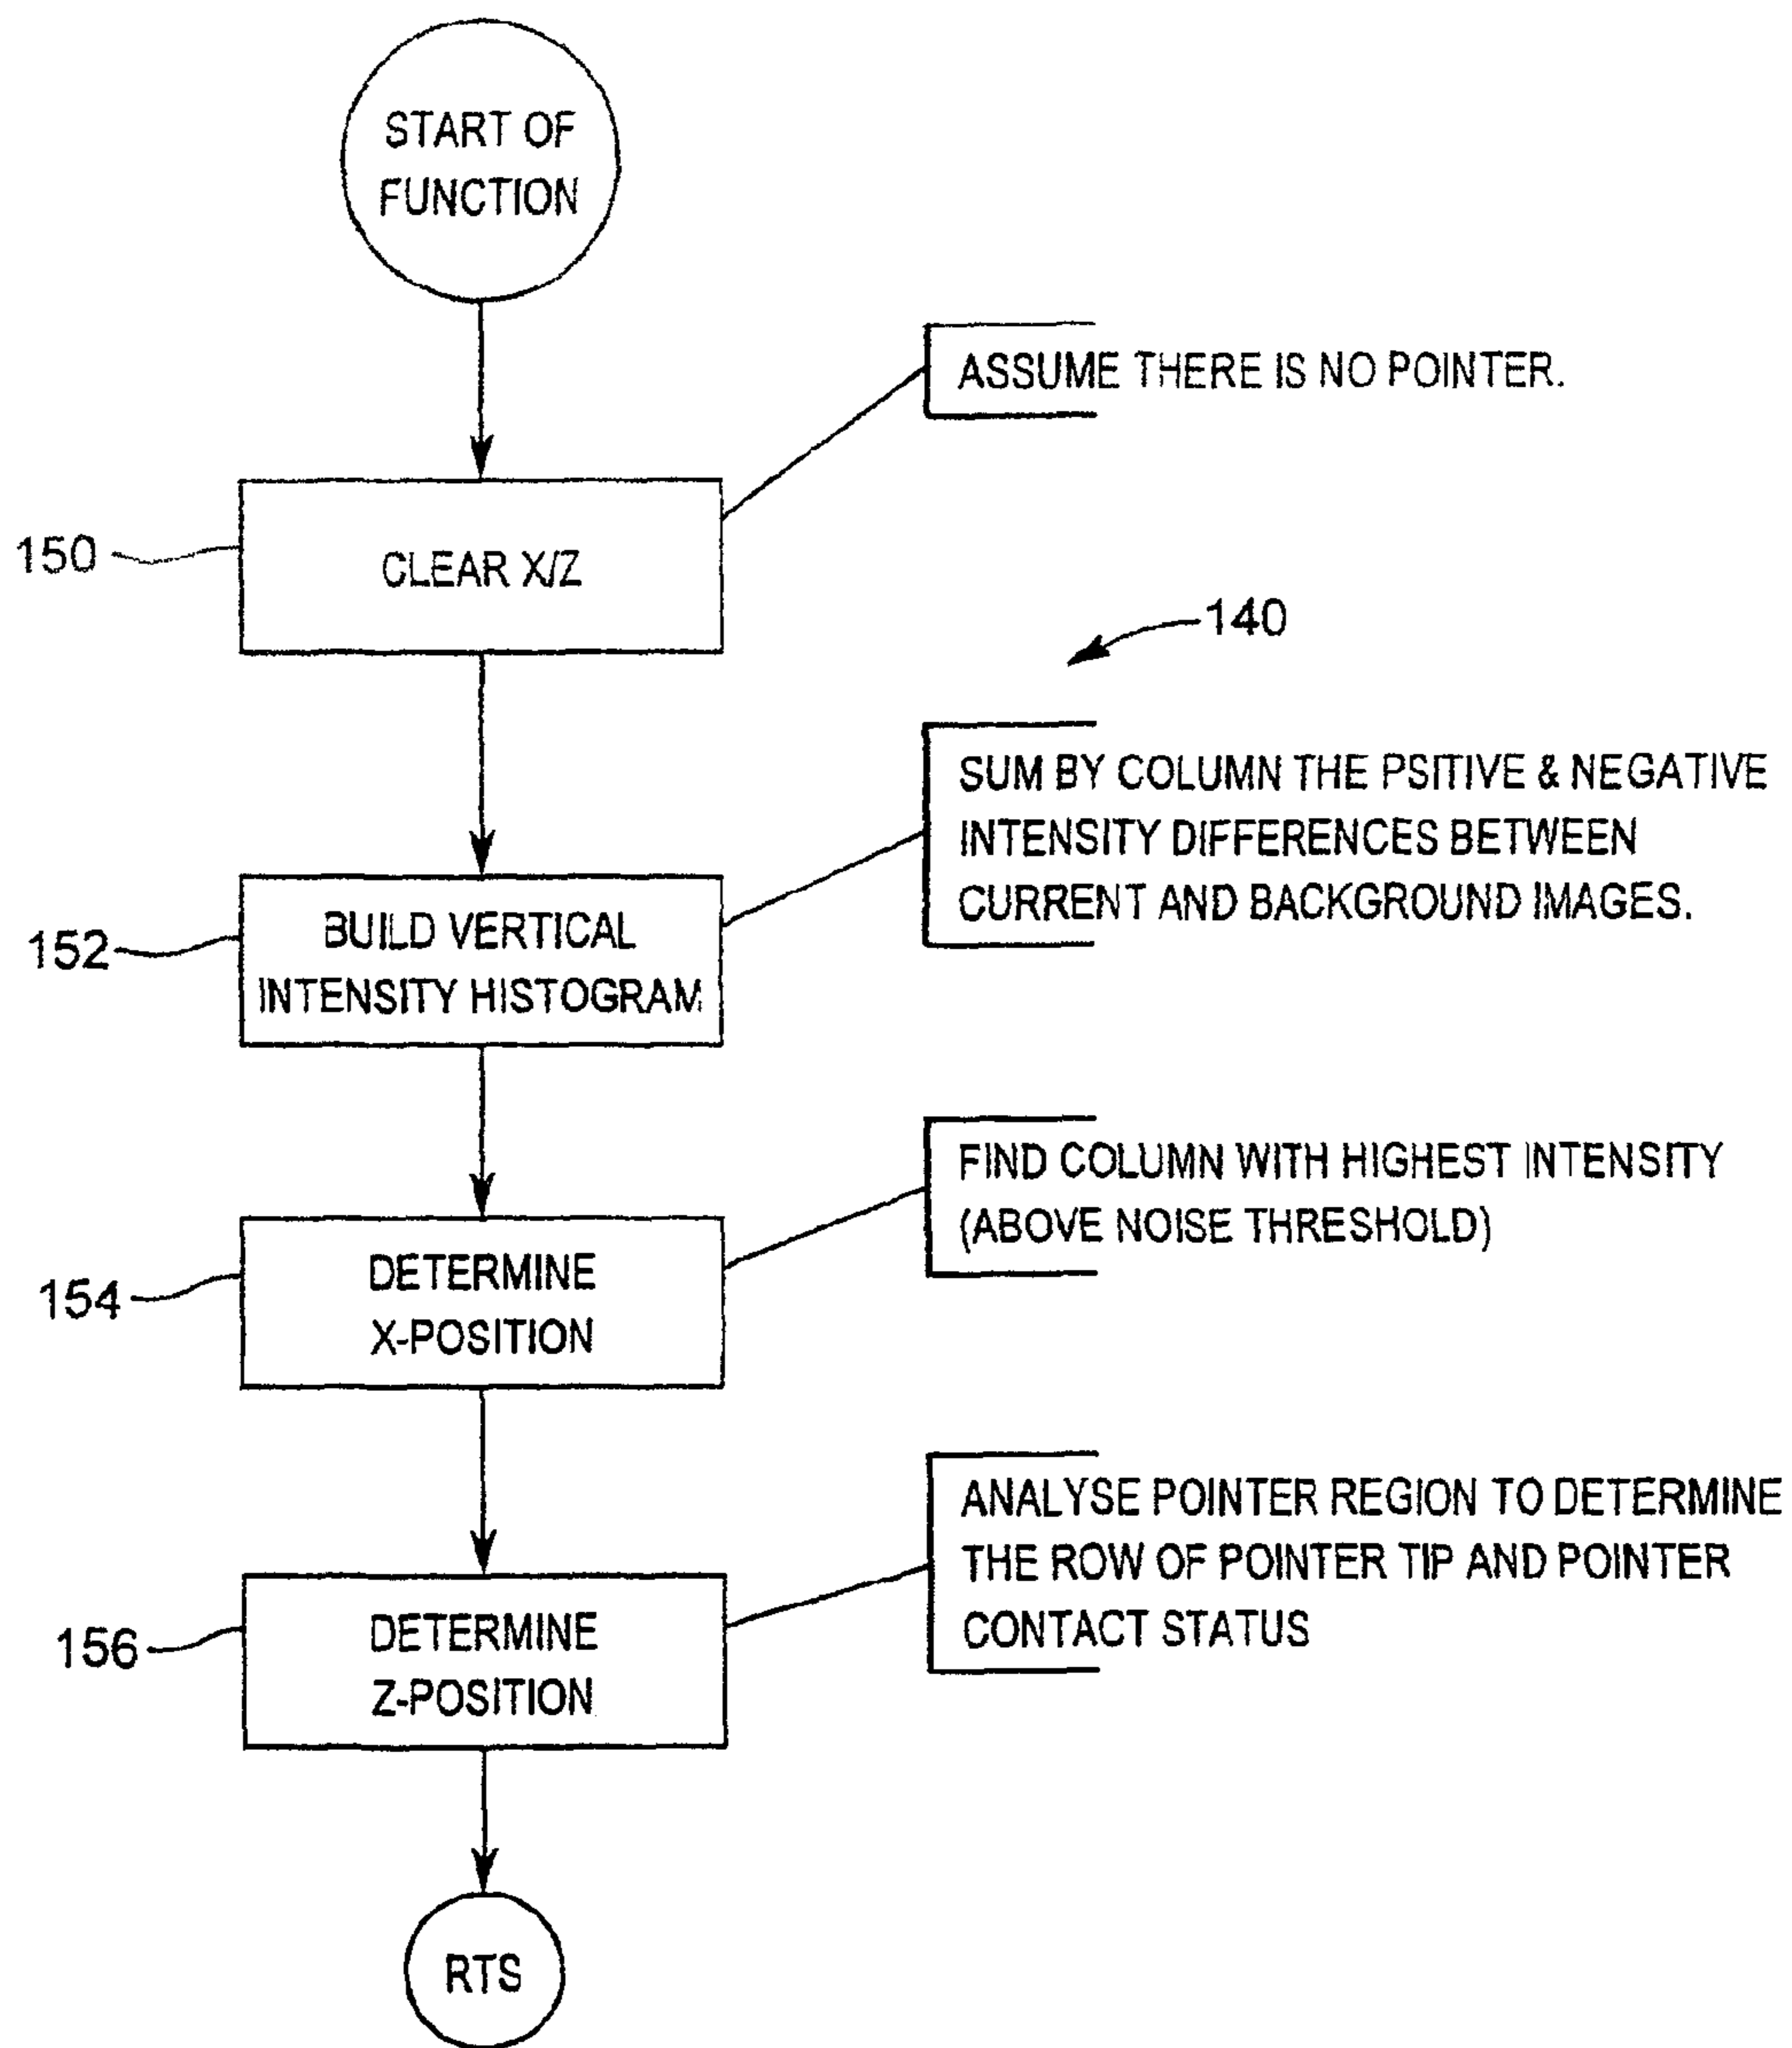 START OF
FUNCTION
ASSUME THERE IS NO POINTER.
150
CLEAR X/Z
140
SUM BY COLUMN THE PSITIVE & NEGATIVE
INTENSITY DIFFERENCES BETWEEN
CURRENT AND BACKGROUND IMAGES.
152
BUILD VERTICAL
INTENSITY HISTOGRAM
FIND COLUMN WITH HIGHEST INTENSITY
(ABOVE NOISE THRESHOLD)
154
DETERMINE
X-POSITION
ANALYSE POINTER REGION TO DETERMINE
THE ROW OF POINTER TIP AND POINTER
CONTACT STATUS
156
DETERMINE
Z-POSITION
RTS